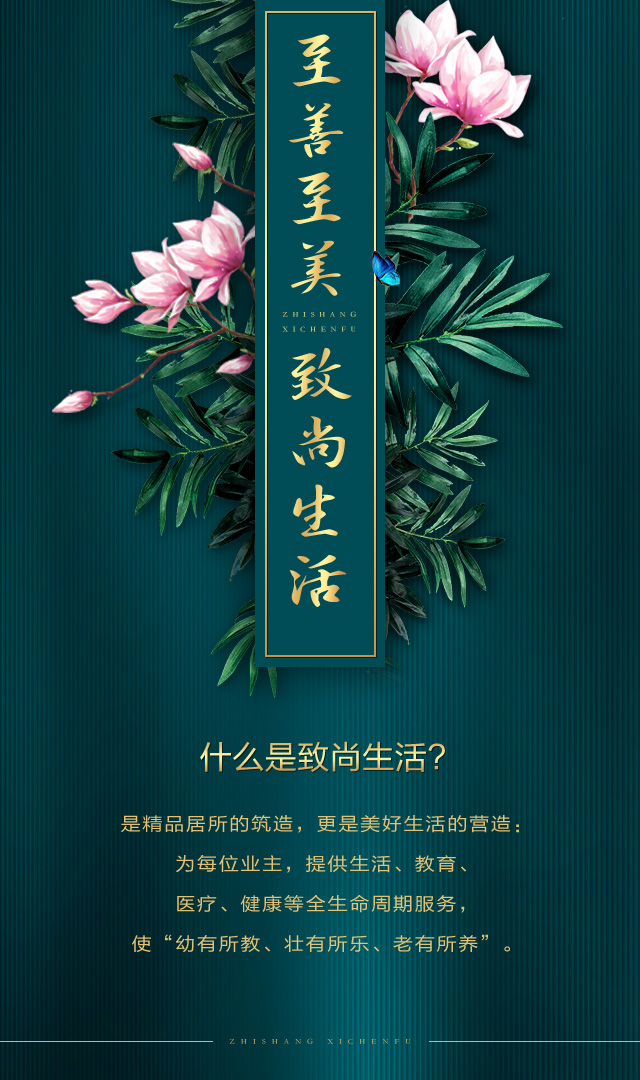 至善至美
ZHISHANG
XICHENFU
致尚生活
什么是致尚生活?
是精品居所的筑造，更是美好生活的营造；
为每位业主，提供生活、教育、
医疗、健康等全生命周期服务，
使“幼有所教、壮有所乐、老有所养”。
ZHISHANG XICHENFU